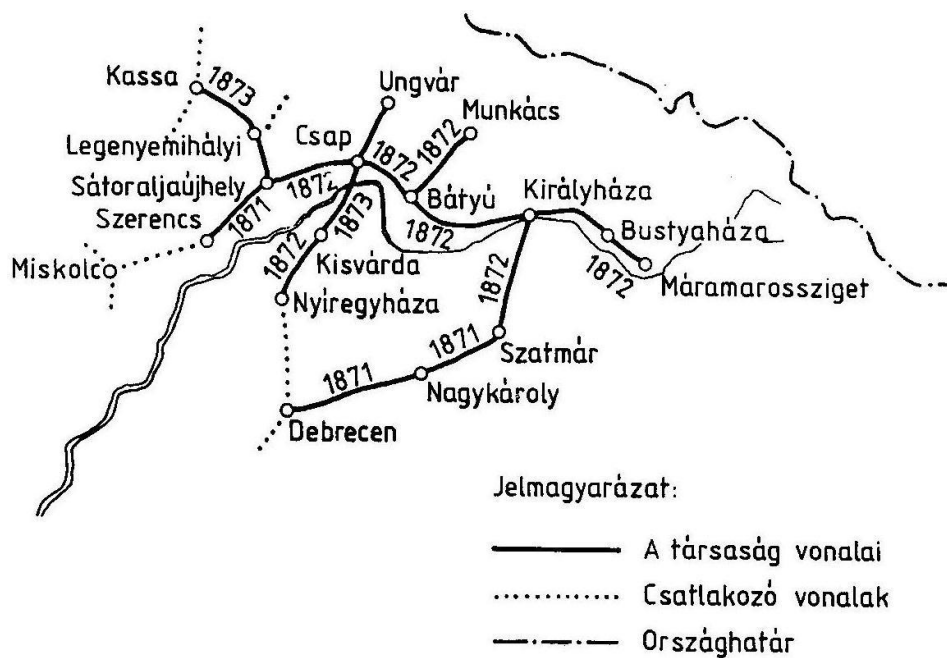 Kassa
1873
Ungvár
Munkács
Legenyemihályi
Csap
1872
1872
Sátoraljaújhely
1872
Bátyú
Királyháza
Szerencs
1871
1873
1872
Bustyaháza
Miskolc
1872
Kisvárda
1872
1872
Máramarossziget
Nyíregyháza
Szatmár
1871
1871
Nagykároly
Debrecen
Jelmagyarázat:
A társaság vonalai
Csatlakozó vonalak
Országhatár